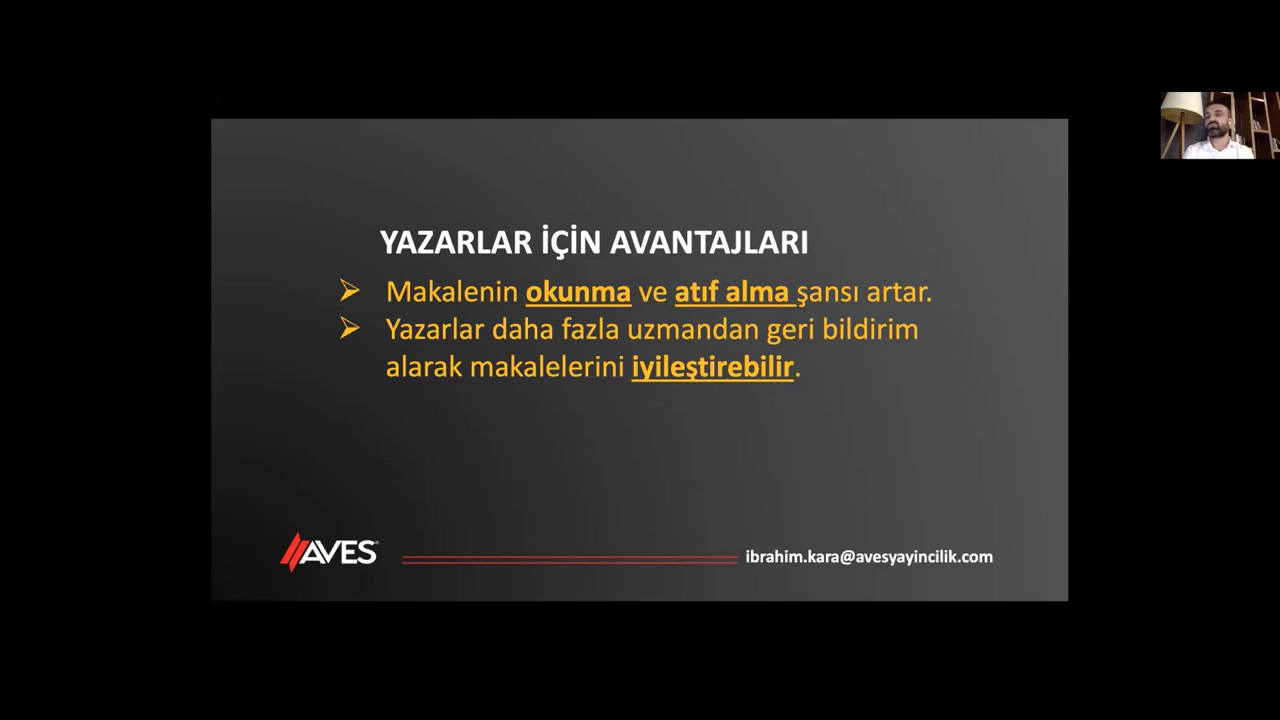 YAZARLAR İÇİN AVANTAJLARI
➢ Makalenin okunma ve atıf alma şansı artar.
➢ Yazarlar daha fazla uzmandan geri bildirim
alarak makalelerini iyileştirebilir.
AVES®
ibrahim.kara@avesyayincilik.com